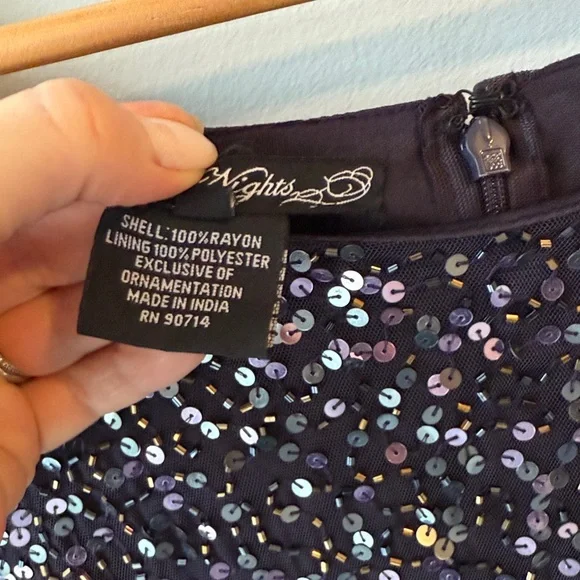 Nights
SHELL: 100% RAYON
LINING 100% POLYESTER
EXCLUSIVE OF
ORNAMENTATION
MADE IN INDIA
RN 90714